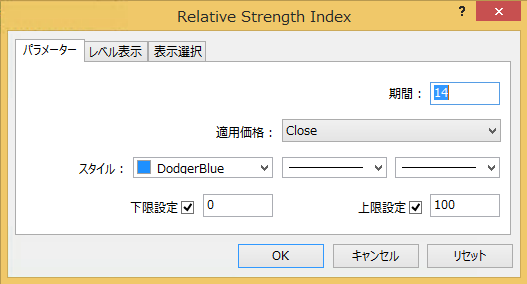 Relative Strength Index
? ×
パラメーター レベル表示 表示選択
期間： 14
適用価格： Close
スタイル： DodgerBlue
下限設定 0 上限設定 100
OK キャンセル リセット